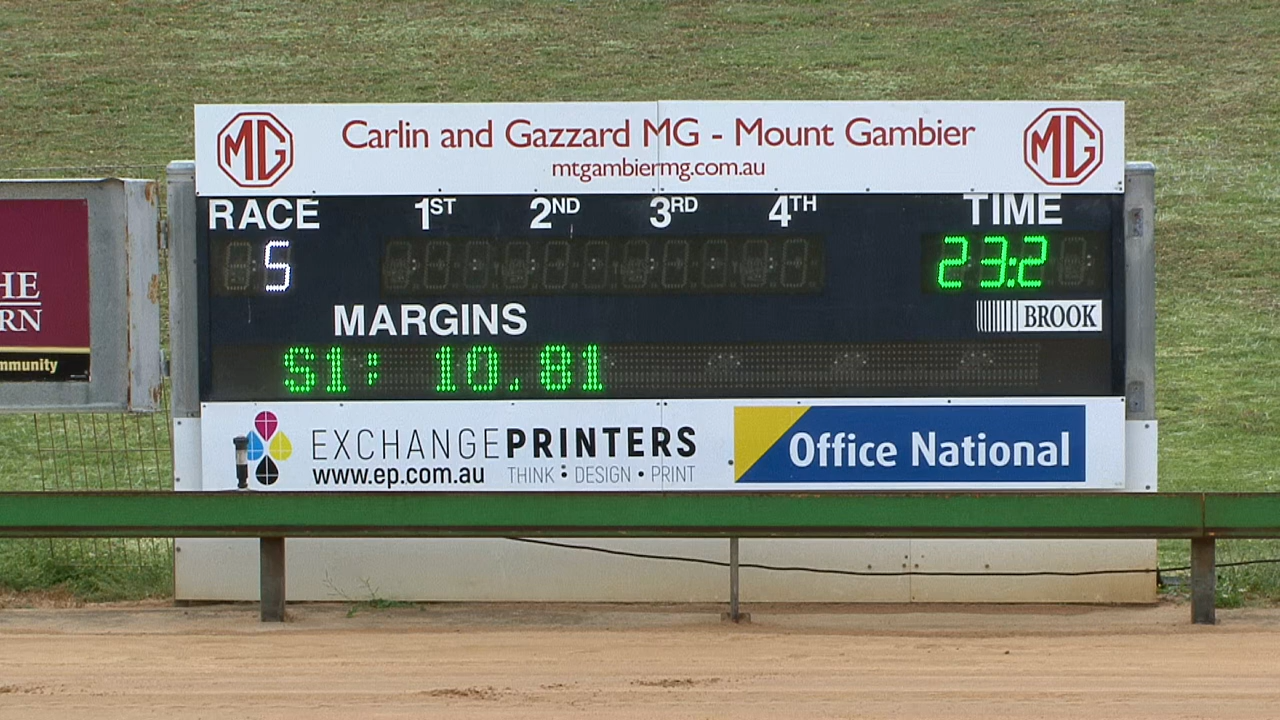 MG Carlin and Gazzard MG - Mount Gambier MG
mtgambiermg.com.au
RACE 1ST 2ND 3RD 4TH TIME
5 23:2
MARGINS
BROOK
S1: 10.81
HE
RN
mmunity
EXCHANGEPRINTERS
www.ep.com.au THINK : DESIGN • PRINT
Office National